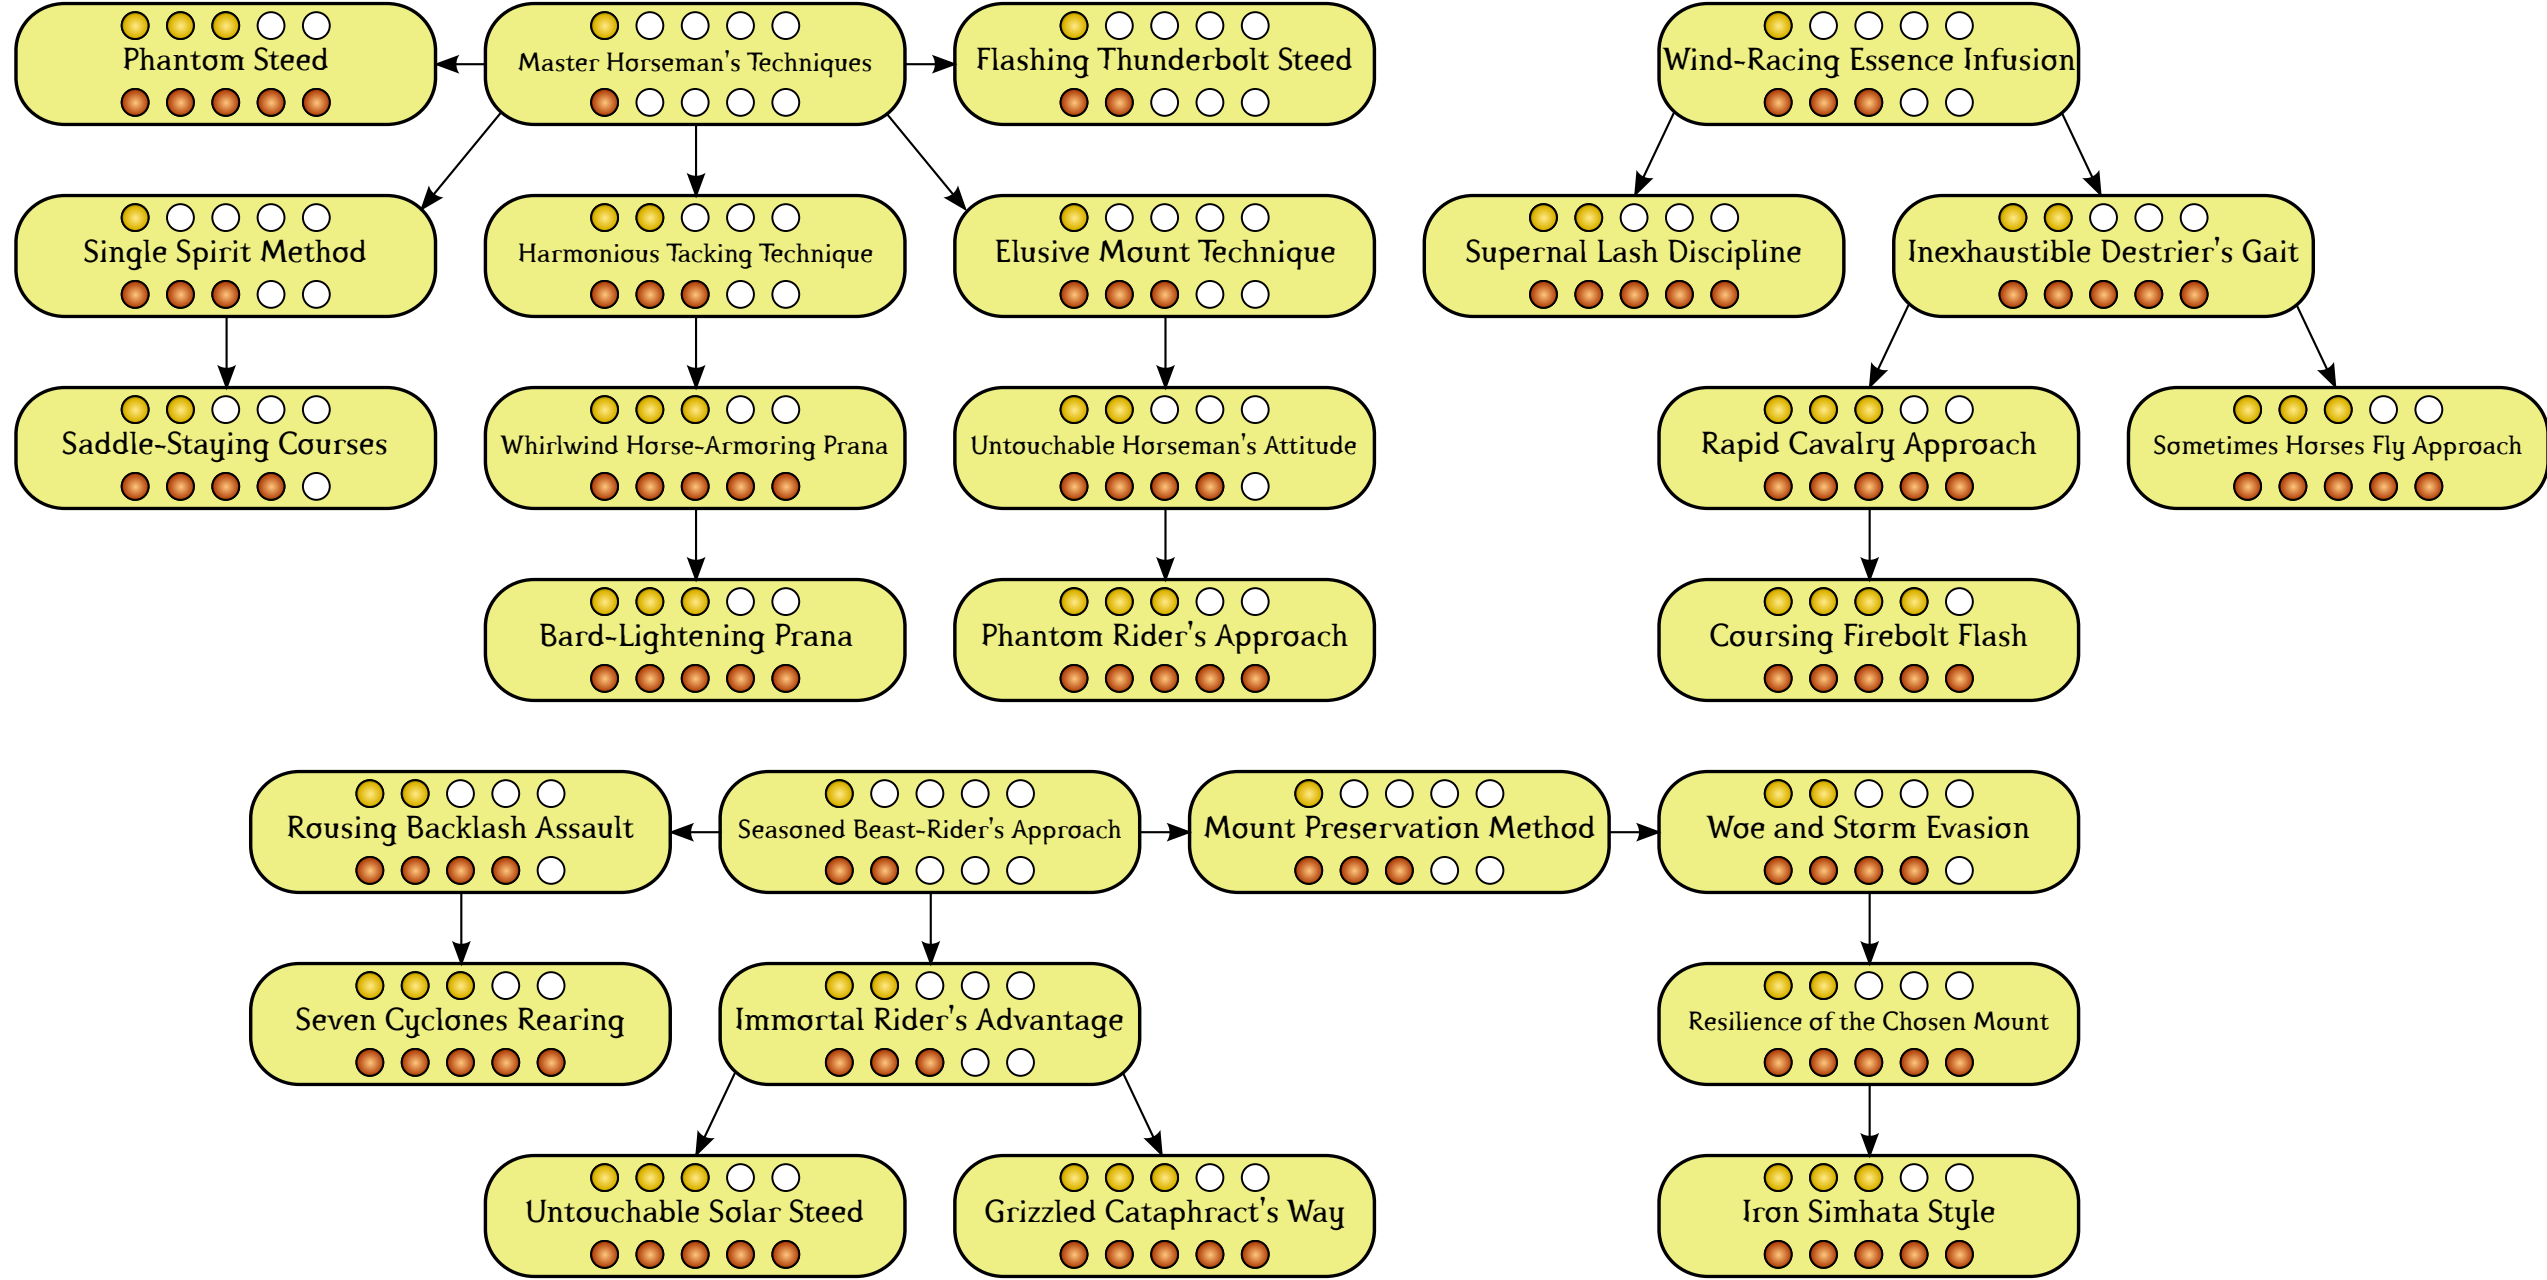 Phantom Steed
Master Horseman's Techniques
Flashing Thunderbolt Steed
Wind-Racing Essence Infusion
Single Spirit Method
Harmonious Tacking Technique
Elusive Mount Technique
Supernal Lash Discipline
Inexhaustible Destrier's Gait
Saddle-Staying Courses
Whirlwind Horse-Armoring Prana
Untouchable Horseman's Attitude
Rapid Cavalry Approach
Sometimes Horses Fly Approach
Bard-Lightening Prana
Phantom Rider's Approach
Coursing Firebolt Flash
Rousing Backlash Assault
Seasoned Beast-Rider's Approach
Mount Preservation Method
Woe and Storm Evasion
Seven Cyclones Rearing
Immortal Rider's Advantage
Resilience of the Chosen Mount
Untouchable Solar Steed
Grizzled Cataphract's Way
Iron Simhata Style